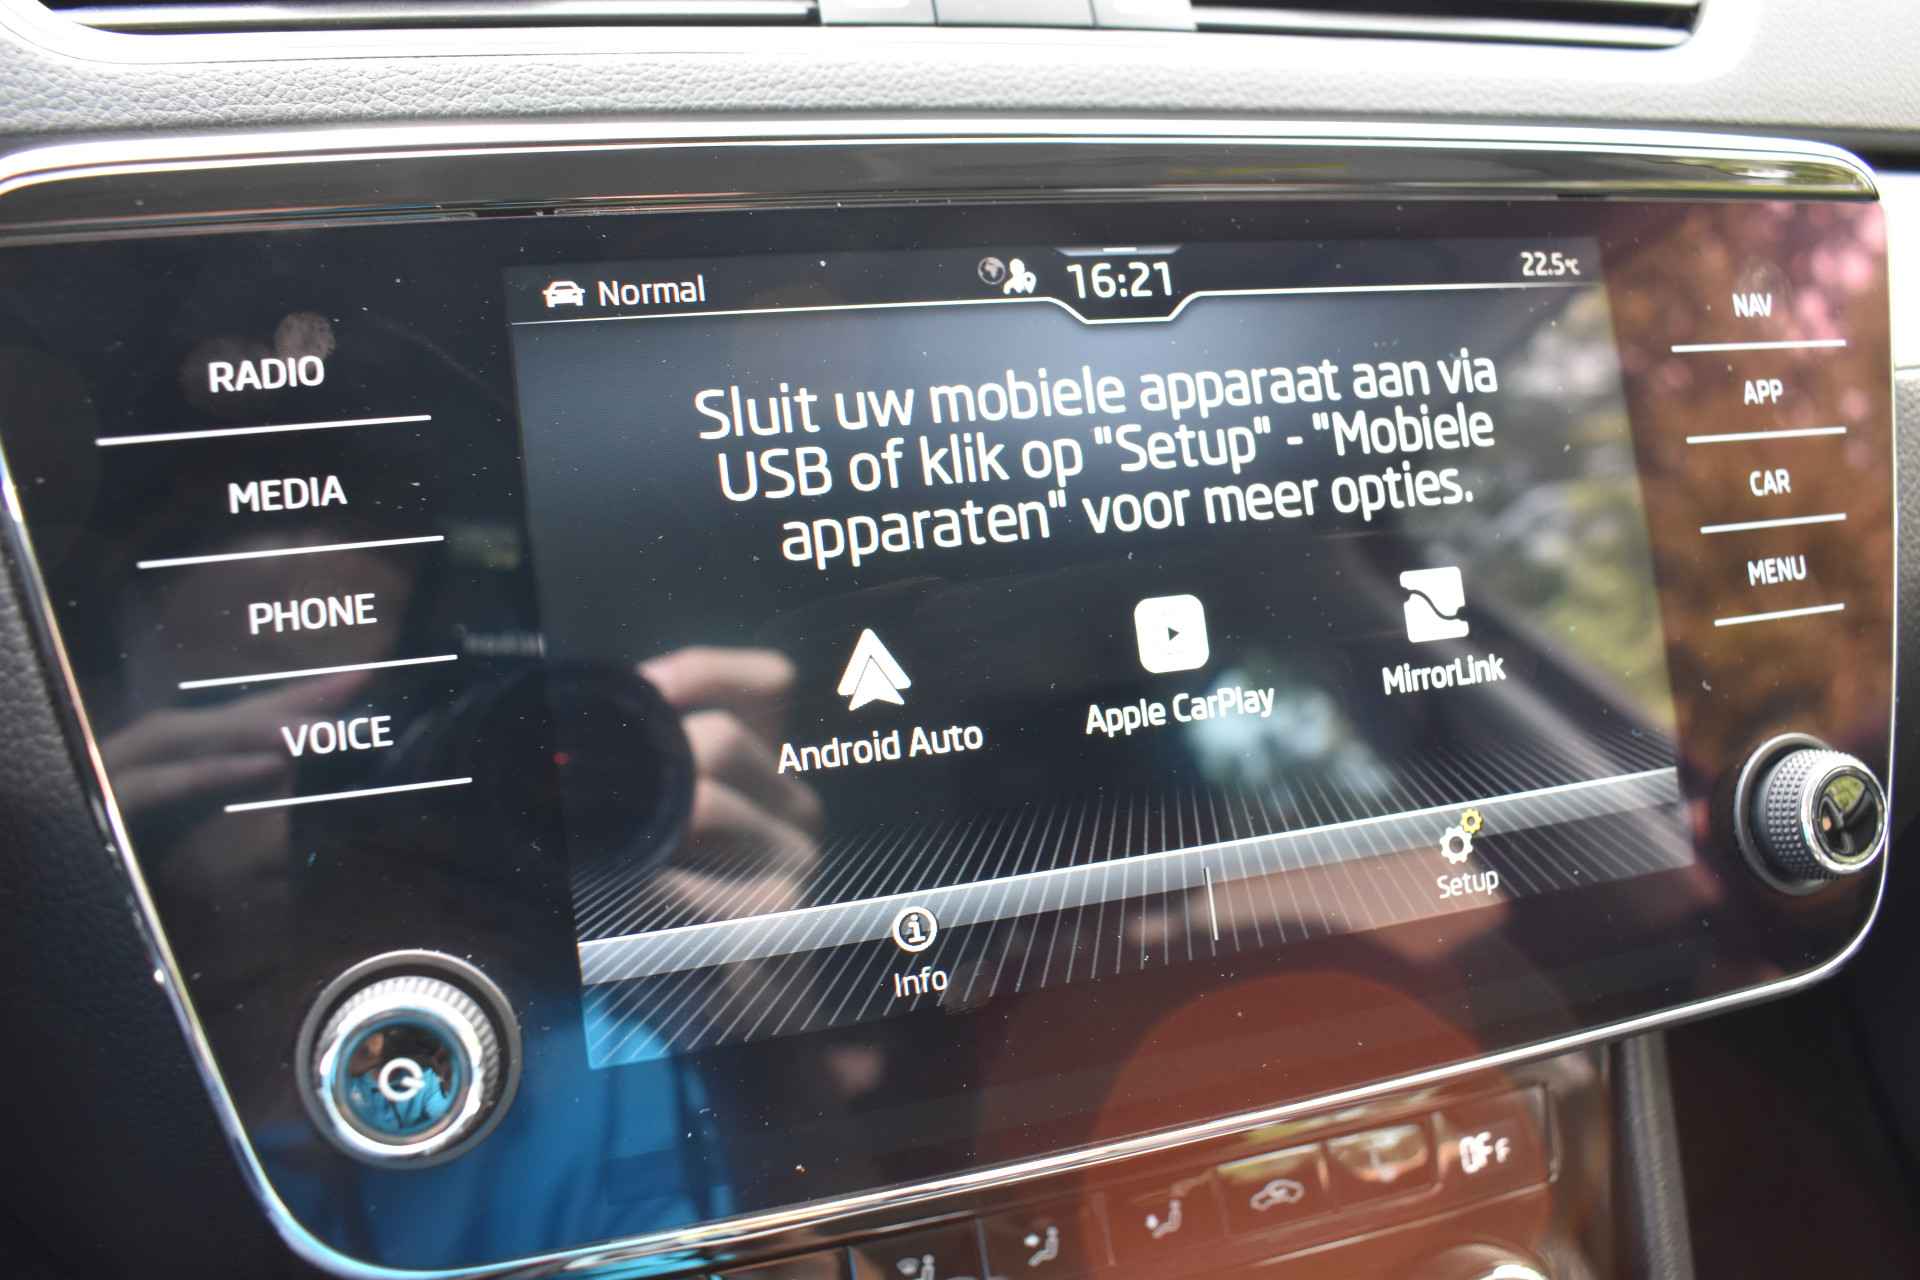 Normal
16:21
22.5°C
RADIO
MEDIA
PHONE
VOICE
Sluit uw mobiele apparaat aan via
USB of klik op "Setup" - "Mobiele
apparaten" voor meer opties.
Android Auto
Apple CarPlay
MirrorLink
Info
Setup
NAV
APP
CAR
MENU
OFF